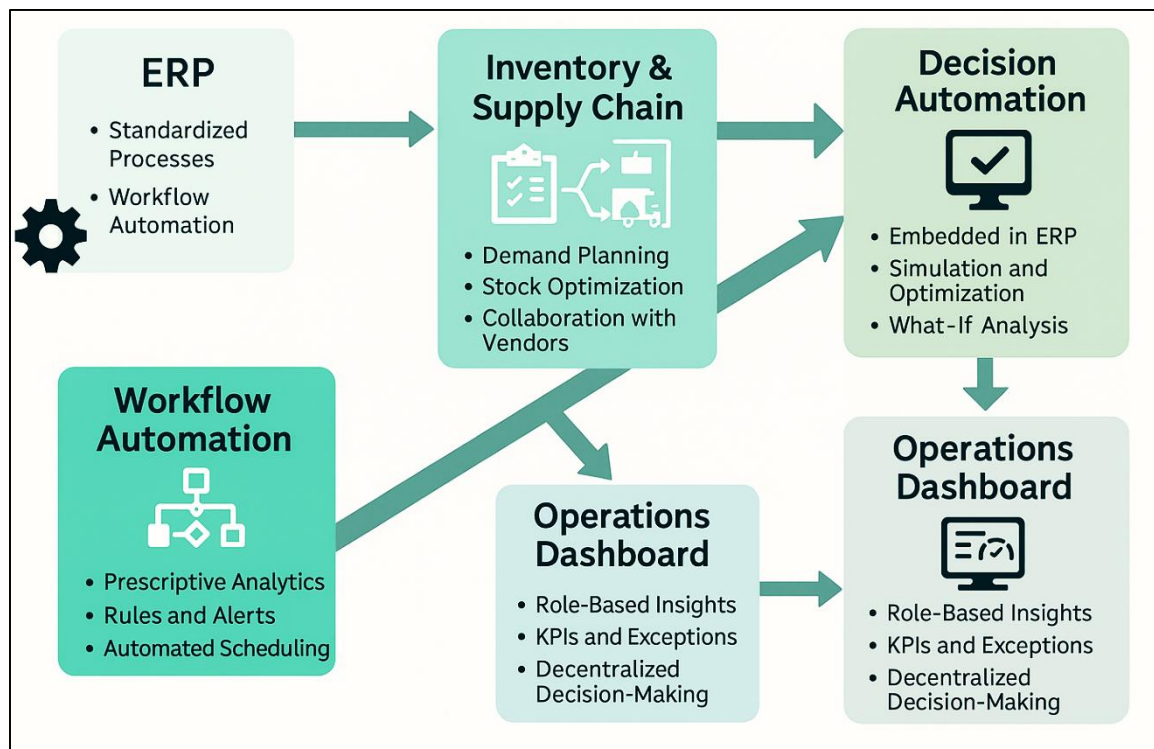 ERP
• Standardized
Processes
• Workflow
Automation
Inventory &
Supply Chain
• Demand Planning
• Stock Optimization
• Collaboration with
Vendors
Decision
Automation
• Embedded in ERP
• Simulation and
Optimization
• What-If Analysis
Workflow
Automation
• Prescriptive Analytics
• Rules and Alerts
• Automated Scheduling
Operations
Dashboard
• Role-Based Insights
• KPIs and Exceptions
• Decentralized
Decision-Making
Operations
Dashboard
• Role-Based Insights
• KPIs and Exceptions
• Decentralized
Decision-Making